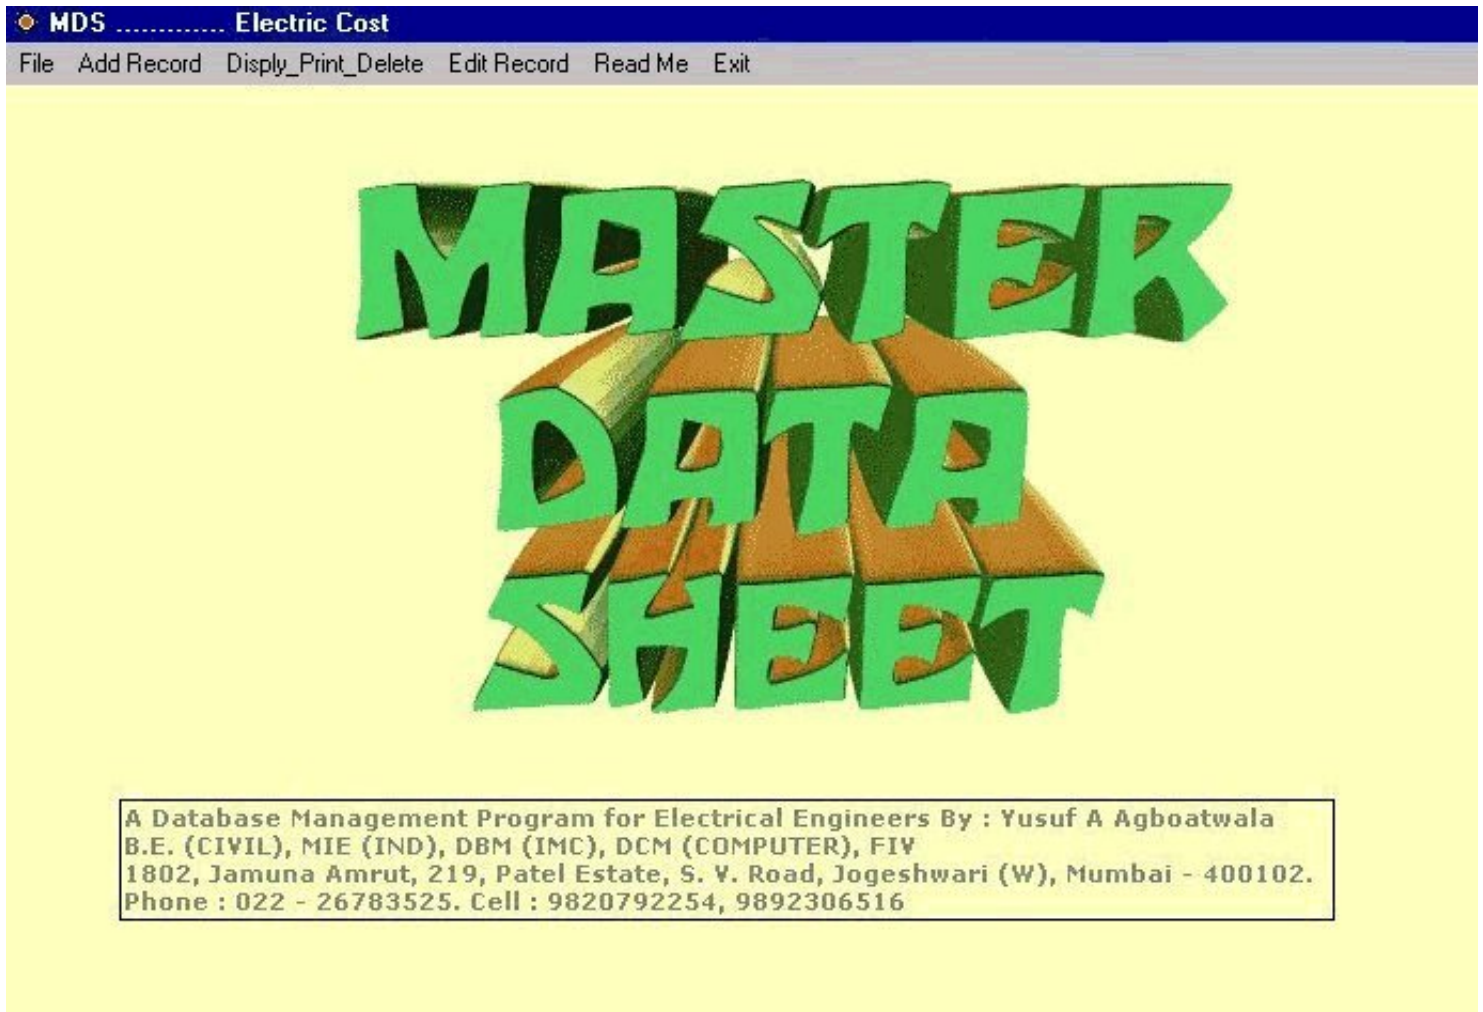 MDS ............. Electric Cost
File Add Record Disply_Print_Delete Edit Record Read Me Exit
MASTER
DATA
SHEET
A Database Management Program for Electrical Engineers By : Yusuf A Agboatwala
B.E. (CIVIL), MIE (IND), DBM (IMC), DCM (COMPUTER), FIV
1802, Jamuna Amrut, 219, Patel Estate, S. V. Road, Jogeshwari (W), Mumbai - 400102.
Phone : 022 - 26783525. Cell : 9820792254, 9892306516